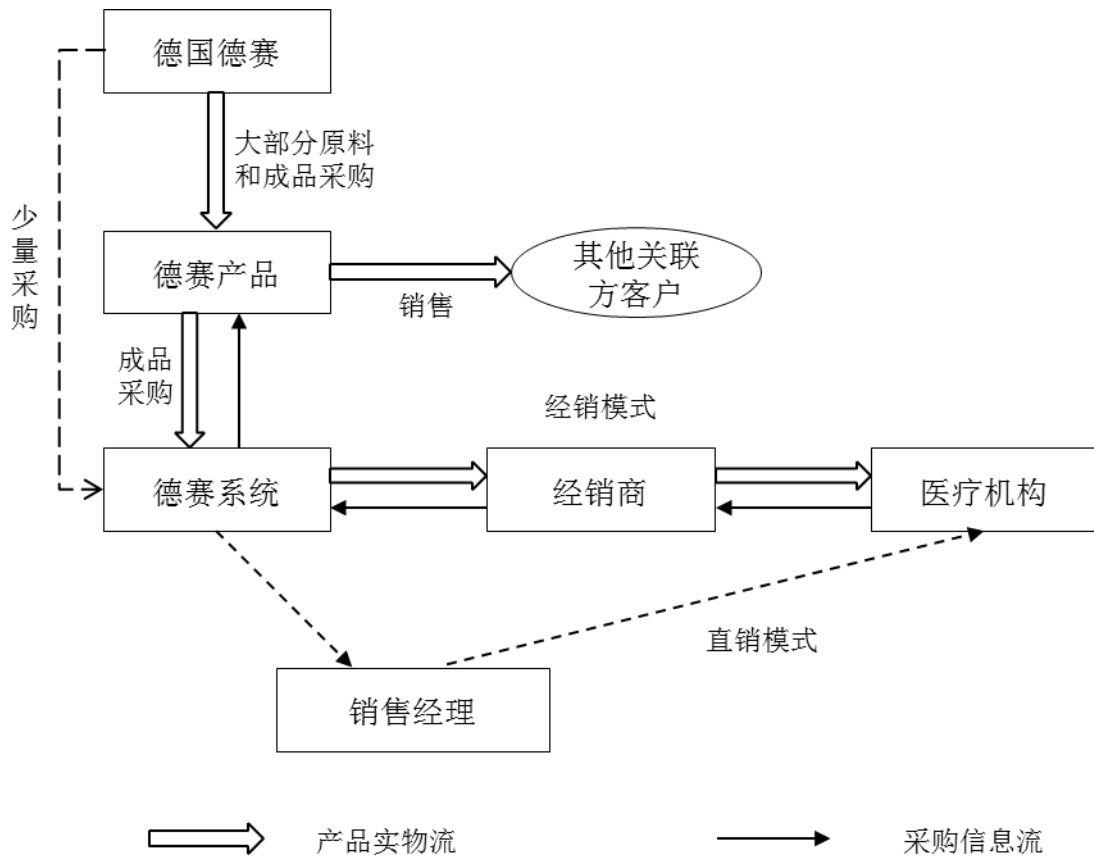 德国德赛
大部分原料
和成品采购
少
量
采
购
德赛产品
其他关联
方客户
销售
成品
采购
经销模式
德赛系统
经销商
医疗机构
直销模式
销售经理
产品实物流
采购信息流